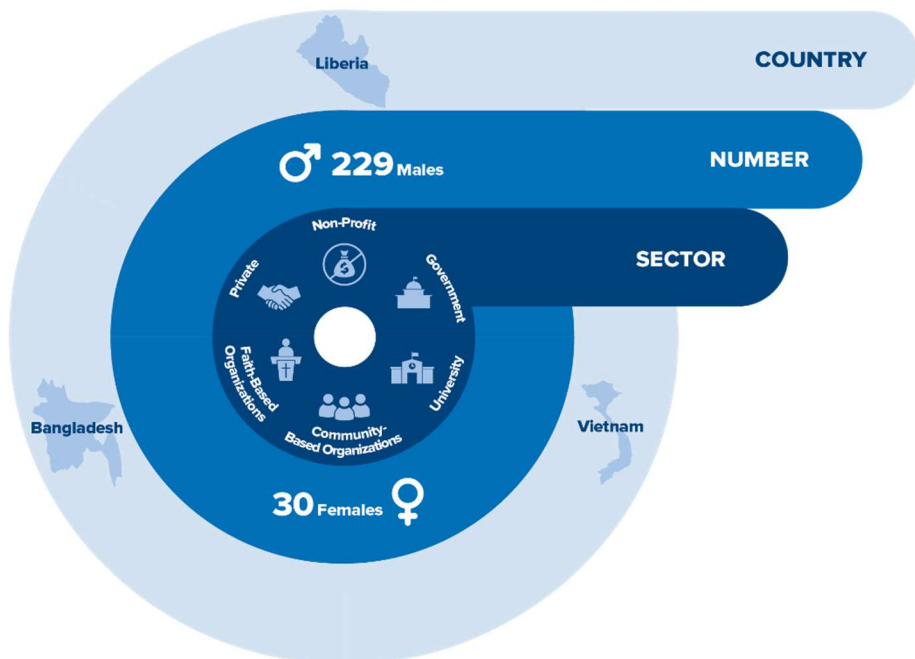 Liberia
COUNTRY
229 Males
NUMBER
SECTOR
Non-Profit
Government
University
Community-
Based Organizations
Faith-Based
Organizations
Private
Bangladesh
Vietnam
30 Females